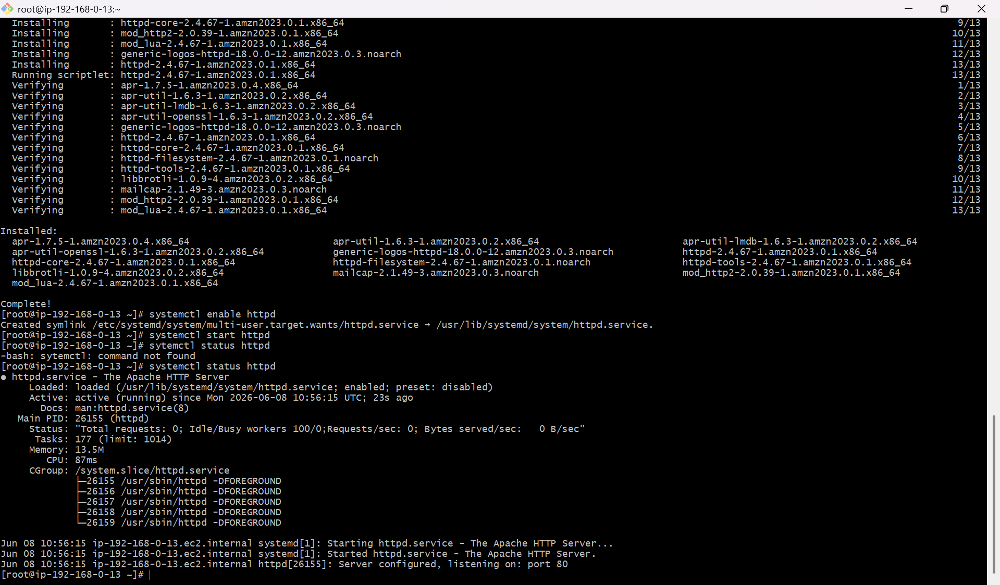 root@ip-192-168-0-13:~
Installing : httpd-core-2.4.67-1.amzn2023.0.1.x86_64 9/13
Installing : mod_http2-2.0.39-1.amzn2023.0.1.x86_64 10/13
Installing : mod_lua-2.4.67-1.amzn2023.0.1.x86_64 11/13
Installing : generic-logos-httpd-18.0.0-12.amzn2023.0.3.noarch 12/13
Installing : httpd-2.4.67-1.amzn2023.0.1.x86_64 13/13
Running scriptlet: httpd-2.4.67-1.amzn2023.0.1.x86_64 13/13
Verifying : apr-1.7.5-1.amzn2023.0.4.x86_64 1/13
Verifying : apr-util-1.6.3-1.amzn2023.0.2.x86_64 2/13
Verifying : apr-util-lmdb-1.6.3-1.amzn2023.0.2.x86_64 3/13
Verifying : apr-util-openssl-1.6.3-1.amzn2023.0.2.x86_64 4/13
Verifying : generic-logos-httpd-18.0.0-12.amzn2023.0.3.noarch 5/13
Verifying : httpd-2.4.67-1.amzn2023.0.1.x86_64 6/13
Verifying : httpd-core-2.4.67-1.amzn2023.0.1.x86_64 7/13
Verifying : httpd-filesystem-2.4.67-1.amzn2023.0.1.noarch 8/13
Verifying : httpd-tools-2.4.67-1.amzn2023.0.1.x86_64 9/13
Verifying : libbrotli-1.0.9-4.amzn2023.0.2.x86_64 10/13
Verifying : mailcap-2.1.49-3.amzn2023.0.3.noarch 11/13
Verifying : mod_http2-2.0.39-1.amzn2023.0.1.x86_64 12/13
Verifying : mod_lua-2.4.67-1.amzn2023.0.1.x86_64 13/13
Installed:
apr-1.7.5-1.amzn2023.0.4.x86_64 apr-util-1.6.3-1.amzn2023.0.2.x86_64 apr-util-lmdb-1.6.3-1.amzn2023.0.2.x86_64
apr-util-openssl-1.6.3-1.amzn2023.0.2.x86_64 generic-logos-httpd-18.0.0-12.amzn2023.0.3.noarch httpd-2.4.67-1.amzn2023.0.1.x86_64
httpd-core-2.4.67-1.amzn2023.0.1.x86_64 httpd-filesystem-2.4.67-1.amzn2023.0.1.noarch httpd-tools-2.4.67-1.amzn2023.0.1.x86_64
libbrotli-1.0.9-4.amzn2023.0.2.x86_64 mailcap-2.1.49-3.amzn2023.0.3.noarch mod_http2-2.0.39-1.amzn2023.0.1.x86_64
mod_lua-2.4.67-1.amzn2023.0.1.x86_64
Complete!
[root@ip-192-168-0-13 ~]# systemctl enable httpd
Created symlink /etc/systemd/system/multi-user.target.wants/httpd.service → /usr/lib/systemd/system/httpd.service.
[root@ip-192-168-0-13 ~]# systemctl start httpd
[root@ip-192-168-0-13 ~]# sytemctl status httpd
-bash: sytemctl: command not found
[root@ip-192-168-0-13 ~]# systemctl status httpd
● httpd.service - The Apache HTTP Server
Loaded: loaded (/usr/lib/systemd/system/httpd.service; enabled; preset: disabled)
Active: active (running) since Mon 2026-06-08 10:56:15 UTC; 23s ago
Docs: man:httpd.service(8)
Main PID: 26155 (httpd)
Status: "Total requests: 0; Idle/Busy workers 100/0;Requests/sec: 0; Bytes served/sec:   0 B/sec"
Tasks: 177 (limit: 1014)
Memory: 13.5M
CPU: 87ms
CGroup: /system.slice/httpd.service
├─26155 /usr/sbin/httpd -DFOREGROUND
├─26156 /usr/sbin/httpd -DFOREGROUND
├─26157 /usr/sbin/httpd -DFOREGROUND
├─26158 /usr/sbin/httpd -DFOREGROUND
└─26159 /usr/sbin/httpd -DFOREGROUND
Jun 08 10:56:15 ip-192-168-0-13.ec2.internal systemd[1]: Starting httpd.service - The Apache HTTP Server...
Jun 08 10:56:15 ip-192-168-0-13.ec2.internal systemd[1]: Started httpd.service - The Apache HTTP Server.
Jun 08 10:56:15 ip-192-168-0-13.ec2.internal httpd[26155]: Server configured, listening on: port 80
[root@ip-192-168-0-13 ~]#